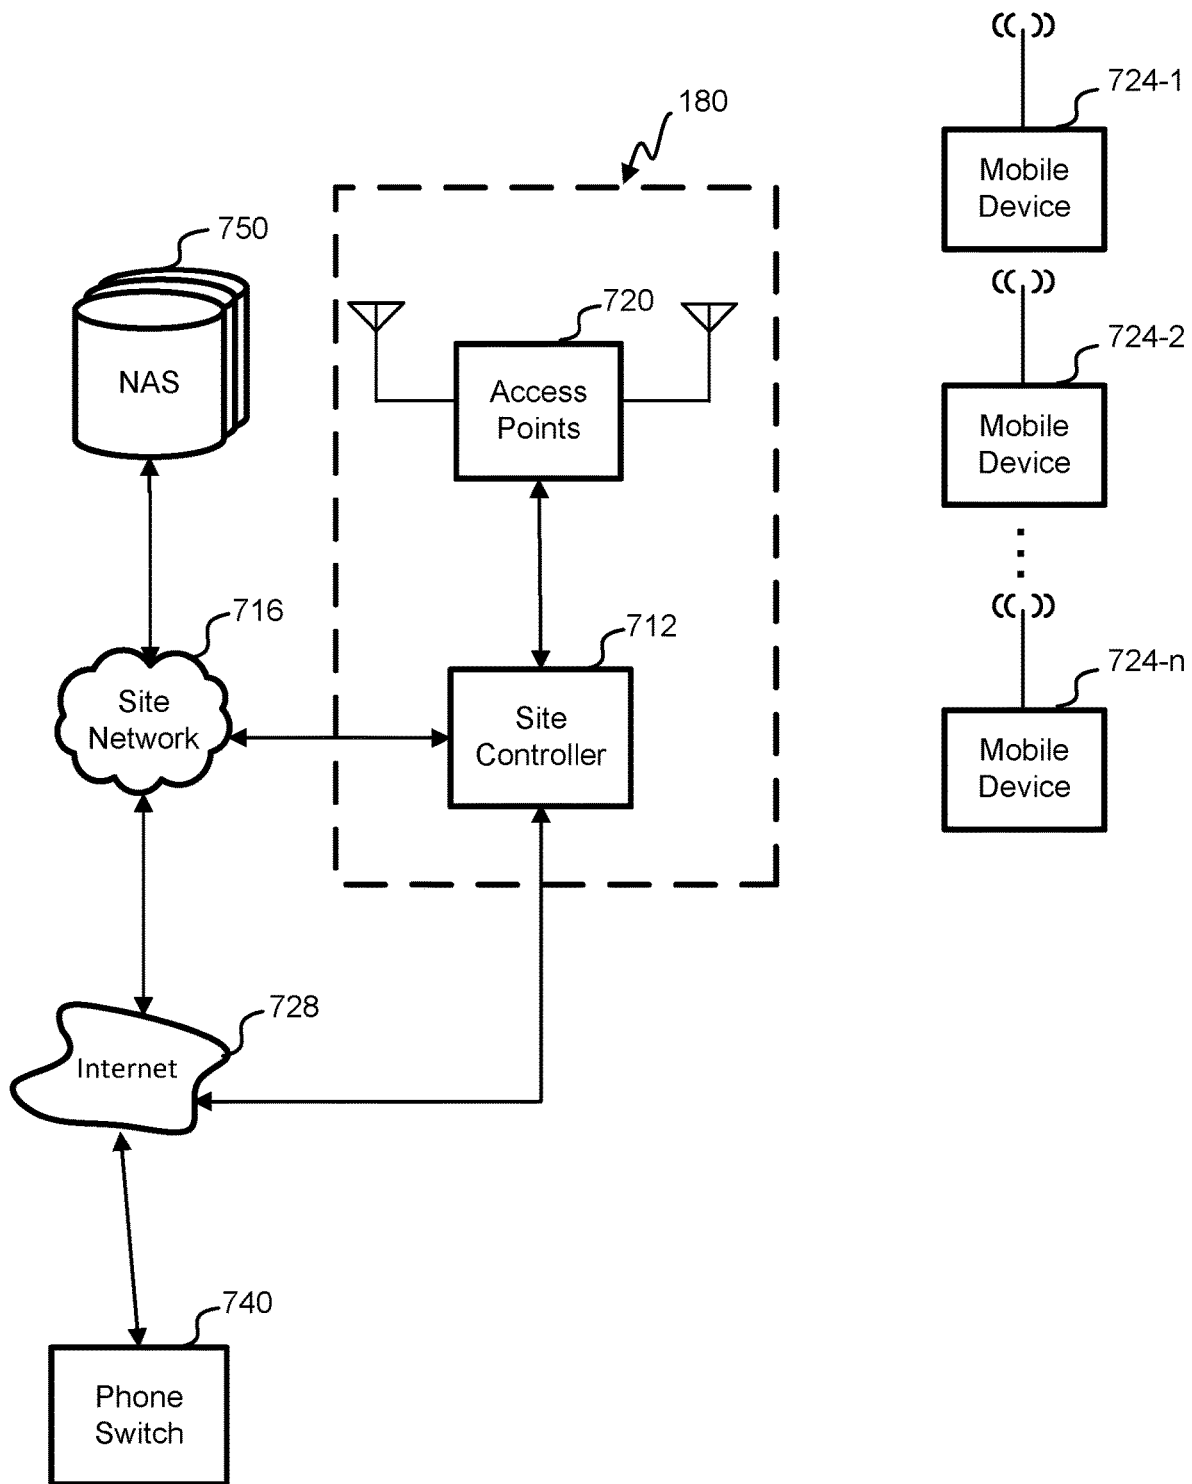 724-1
Mobile
Device
180
750
NAS
720
Access
Points
724-2
Mobile
Device
716
Site
Network
712
Site
Controller
724-n
Mobile
Device
728
Internet
740
Phone
Switch